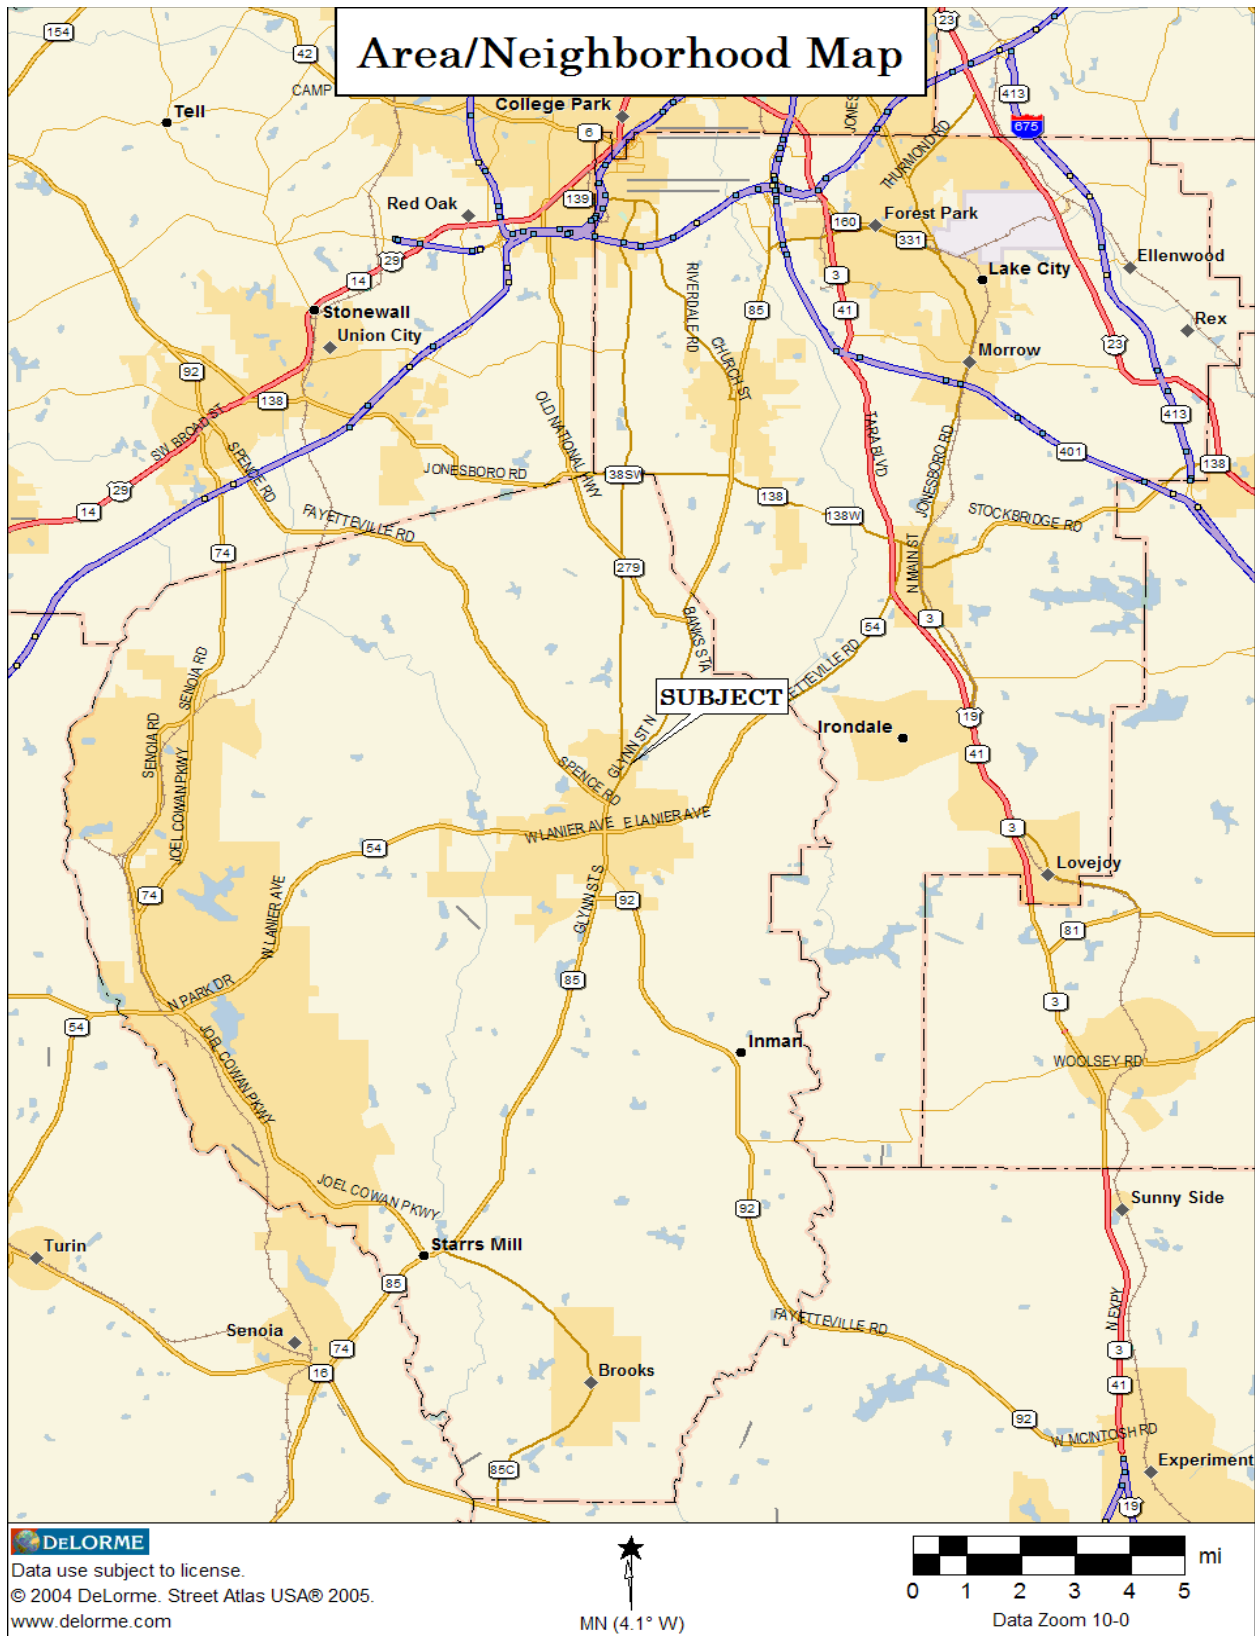 Area/Neighborhood Map
154
42
23
CAMP
College Park
JONES
413
675
Tell
6
THURMOND RD
Red Oak
139
160
Forest Park
331
29
14
Ellenwood
Lake City
3
41
RIVERDALE RD
85
Stonewall
Union City
Rex
23
Morrow
CHURCH ST
92
138
OLD NATIONAL HWY
SW BROAD ST
SPENCE RD
TARA BLVD
JONESBORO RD
413
401
JONESBORO RD
38SW
138
29
14
138
138W
STOCKBRIDGE RD
FAYETTEVILLE RD
74
279
N MAIN ST
BANKS STA
54
3
SENOIA RD
ETTEVILLE RD
SUBJECT
SENOIA RD
GLYNN ST N
Irondale
19
41
JOEL COWAN PKWY
SPENCE RD
W LANIER AVE
E LANIER AVE
3
54
Lovejoy
74
W LANIER AVE
GLYNN ST S
92
81
85
N PARK DR
3
54
JOEL COWAN PKWY
Inman
WOOLSEY RD
JOEL COWAN PKWY
92
Sunny Side
Turin
Starrs Mill
85
N EXPY
FAYETTEVILLE RD
Senoia
74
3
16
Brooks
41
92
W MCINTOSH RD
85C
Experiment
19
DELORME
Data use subject to license.
© 2004 DeLorme. Street Atlas USA® 2005.
www.delorme.com
MN (4.1° W)
mi
0 1 2 3 4 5
Data Zoom 10-0